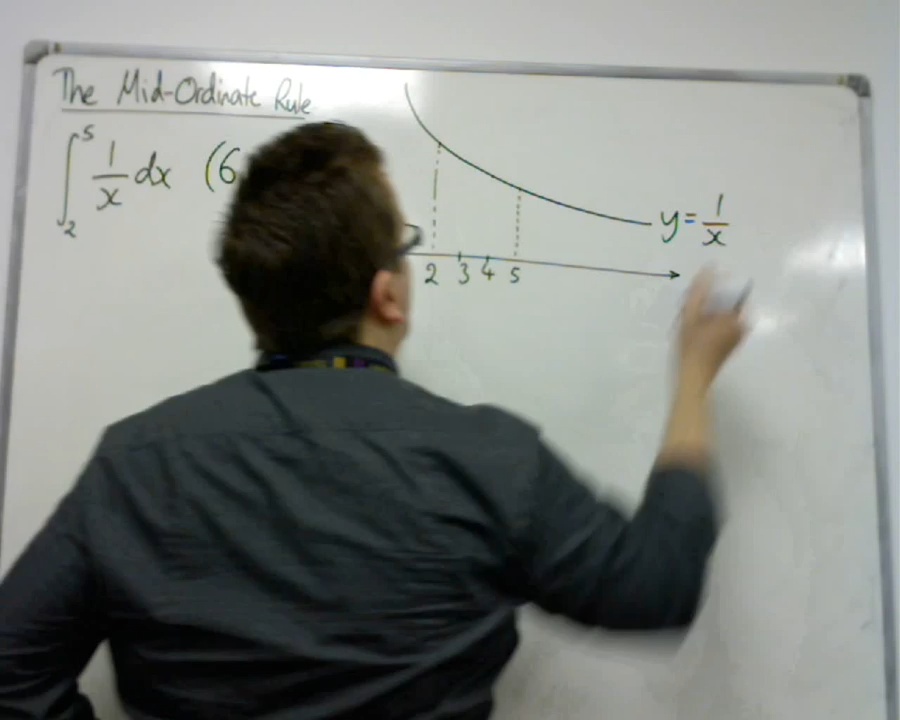 The Mid-Ordinate Rule
∫₂⁵ 1/x dx (6
y = 1/x
2 3 4 5